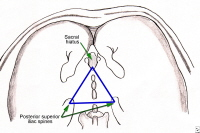 Sacral
hiatus
Posterior superior
iliac spines